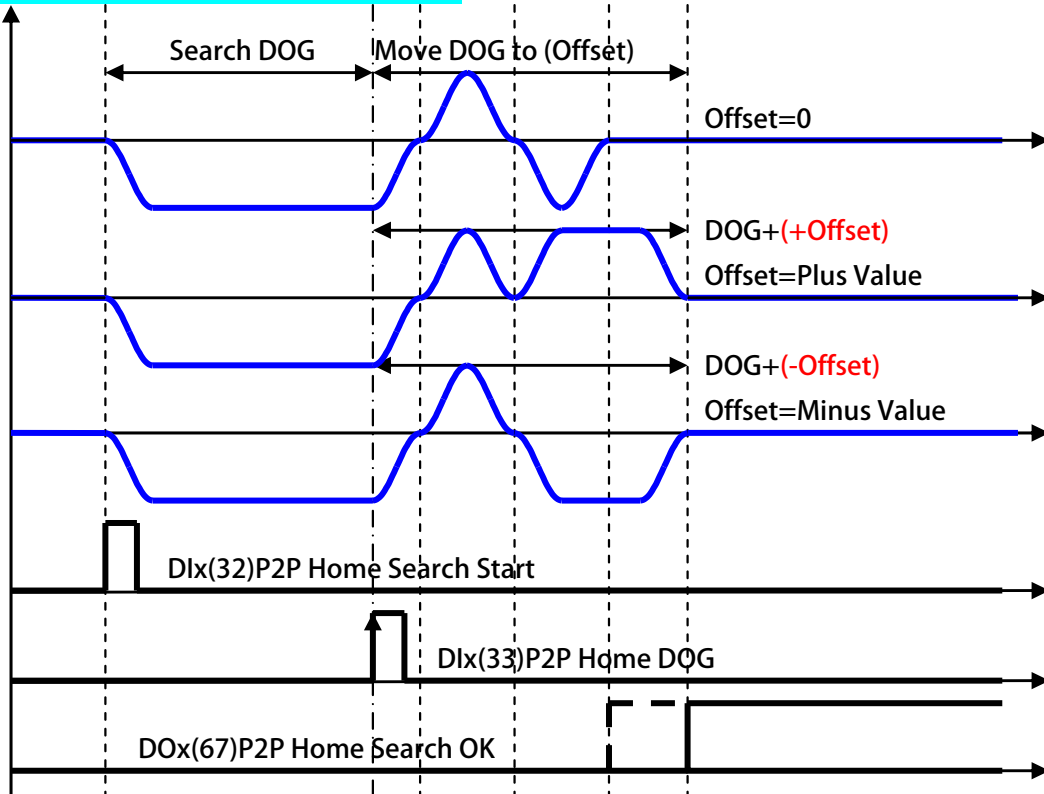 Search DOG
Move DOG to (Offset)
Offset=0
DOG+(+Offset)
Offset=Plus Value
DOG+(-Offset)
Offset=Minus Value
DIx(32)P2P Home Search Start
DIx(33)P2P Home DOG
DOx(67)P2P Home Search OK